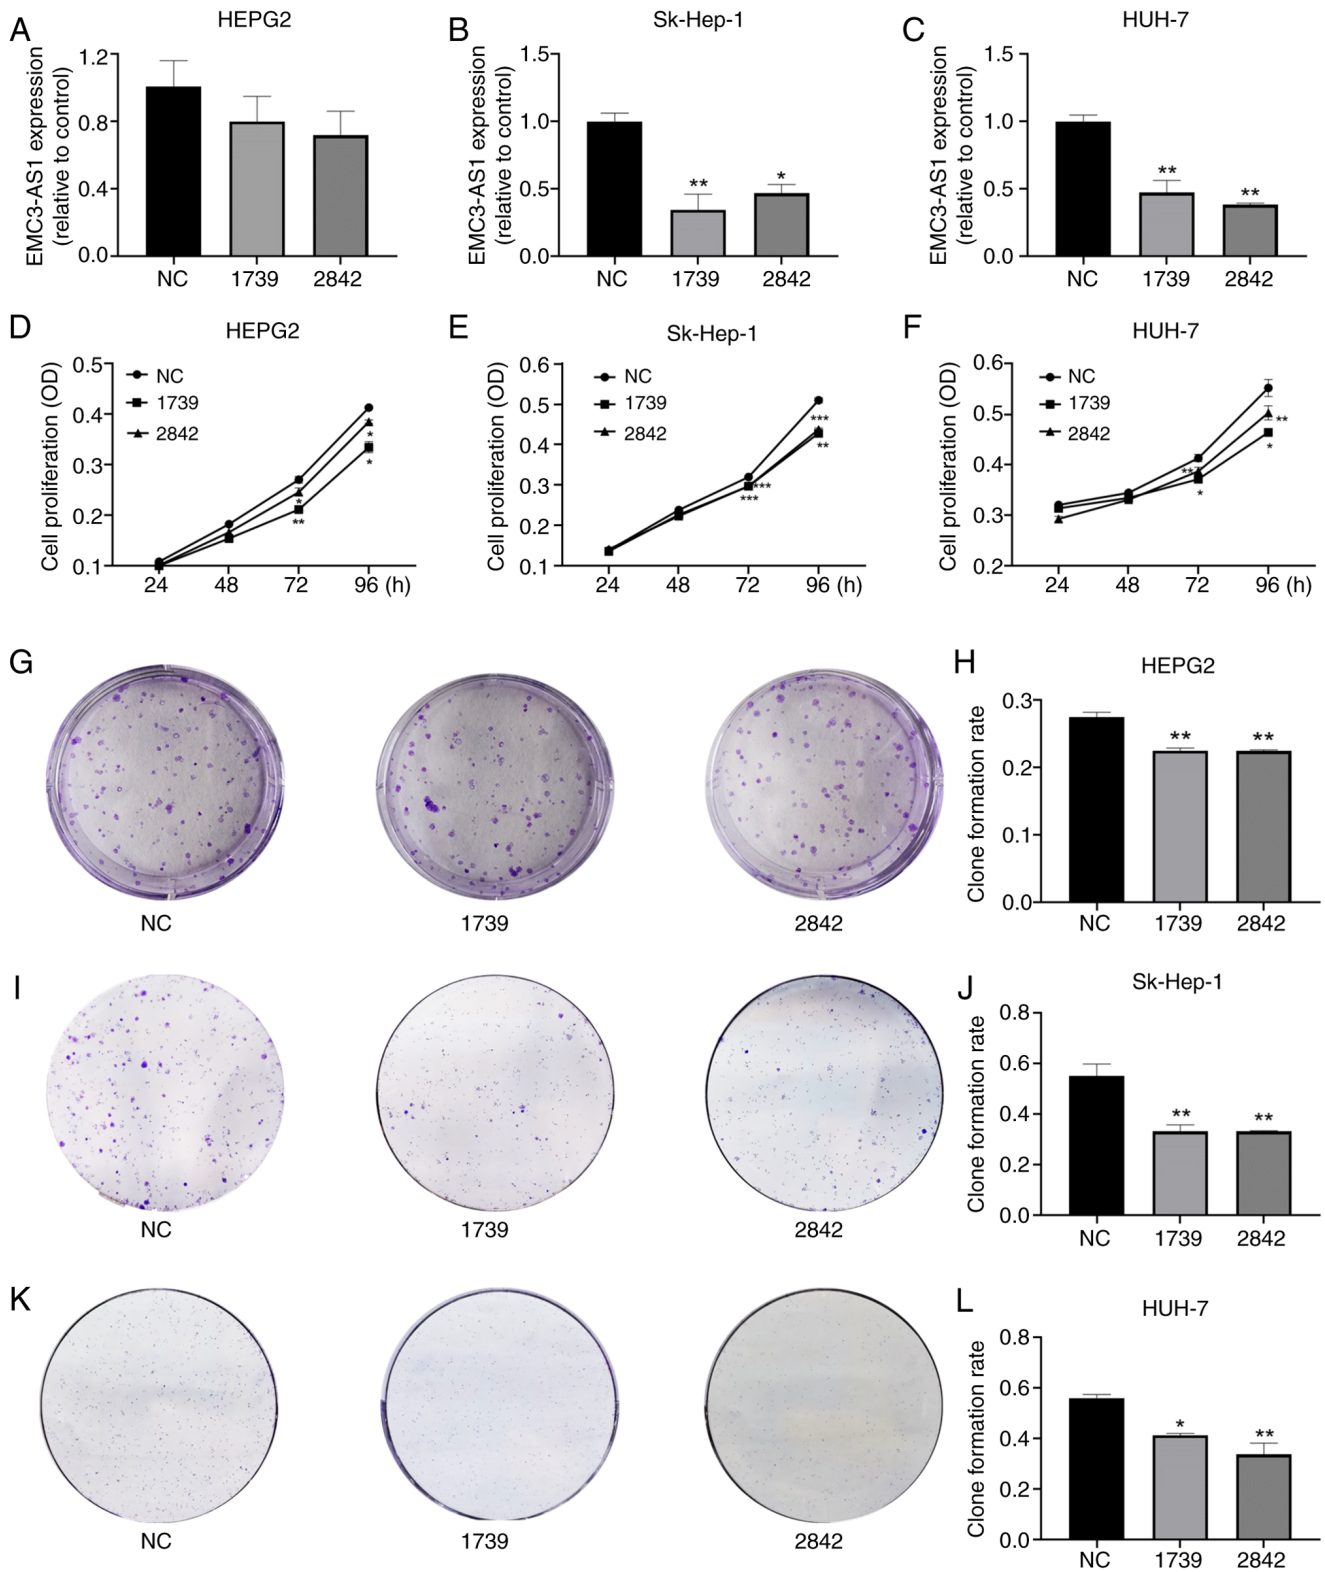 A
HEPG2
EMC3-AS1 expression
(relative to control)
1.2
0.8
0.4
0.0
NC
1739
2842
B
Sk-Hep-1
EMC3-AS1 expression
(relative to control)
1.5
1.0
0.5
0.0
**
*
NC
1739
2842
C
HUH-7
EMC3-AS1 expression
(relative to control)
1.5
1.0
0.5
0.0
**
**
NC
1739
2842
D
HEPG2
Cell proliferation (OD)
0.5
0.4
0.3
0.2
0.1
NC
1739
2842
*
*
*
**
24
48
72
96 (h)
E
Sk-Hep-1
Cell proliferation (OD)
0.6
0.5
0.4
0.3
0.2
0.1
NC
1739
2842
***
**
***
***
24
48
72
96 (h)
F
HUH-7
Cell proliferation (OD)
0.6
0.5
0.4
0.3
0.2
NC
1739
2842
**
*
**
*
24
48
72
96 (h)
G
NC
1739
2842
H
HEPG2
Clone formation rate
0.3
0.2
0.1
0.0
**
**
NC
1739
2842
I
NC
1739
2842
J
Sk-Hep-1
Clone formation rate
0.8
0.6
0.4
0.2
0.0
**
**
NC
1739
2842
K
NC
1739
2842
L
HUH-7
Clone formation rate
0.8
0.6
0.4
0.2
0.0
*
**
NC
1739
2842